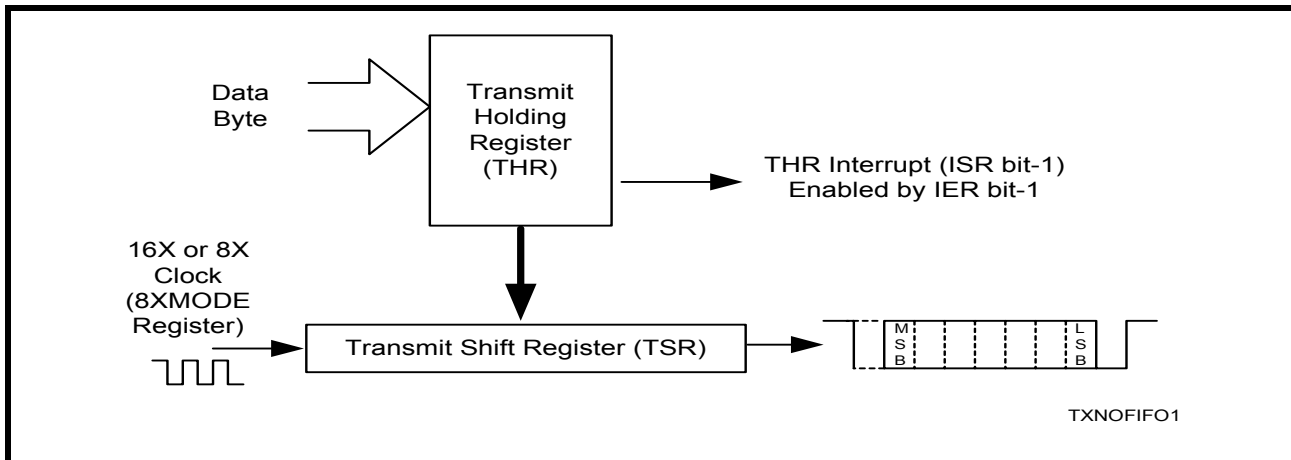 Data
Byte
Transmit
Holding
Register
(THR)
THR Interrupt (ISR bit-1)
Enabled by IER bit-1
16X or 8X
Clock
(8XMODE
Register)
Transmit Shift Register (TSR)
M
S
B
L
S
B
TXNOFIFO1